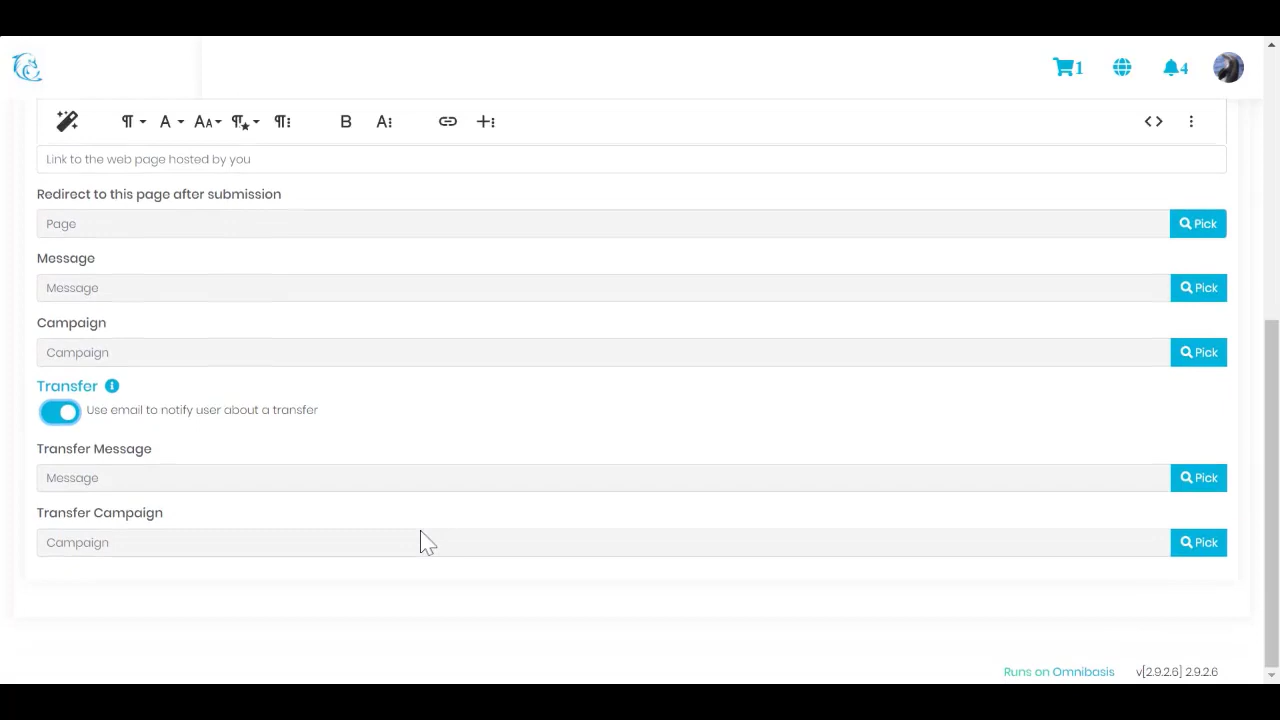 1
4
Link to the web page hosted by you
Redirect to this page after submission
Page
Pick
Message
Message
Pick
Campaign
Campaign
Pick
Transfer
Use email to notify user about a transfer
Transfer Message
Message
Pick
Transfer Campaign
Campaign
Pick
Runs on Omnibasis v[2.9.2.6] 2.9.2.6